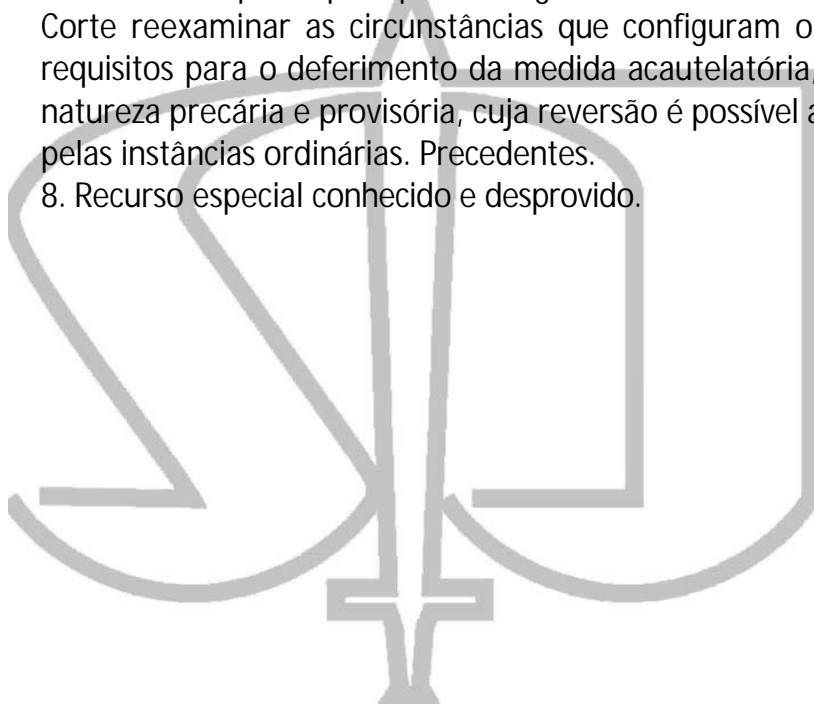 Corte reexaminar as circunstâncias que configuram o
requisitos para o deferimento da medida acautelatória,
natureza precária e provisória, cuja reversão é possível a
pelas instâncias ordinárias. Precedentes.
8. Recurso especial conhecido e desprovido.